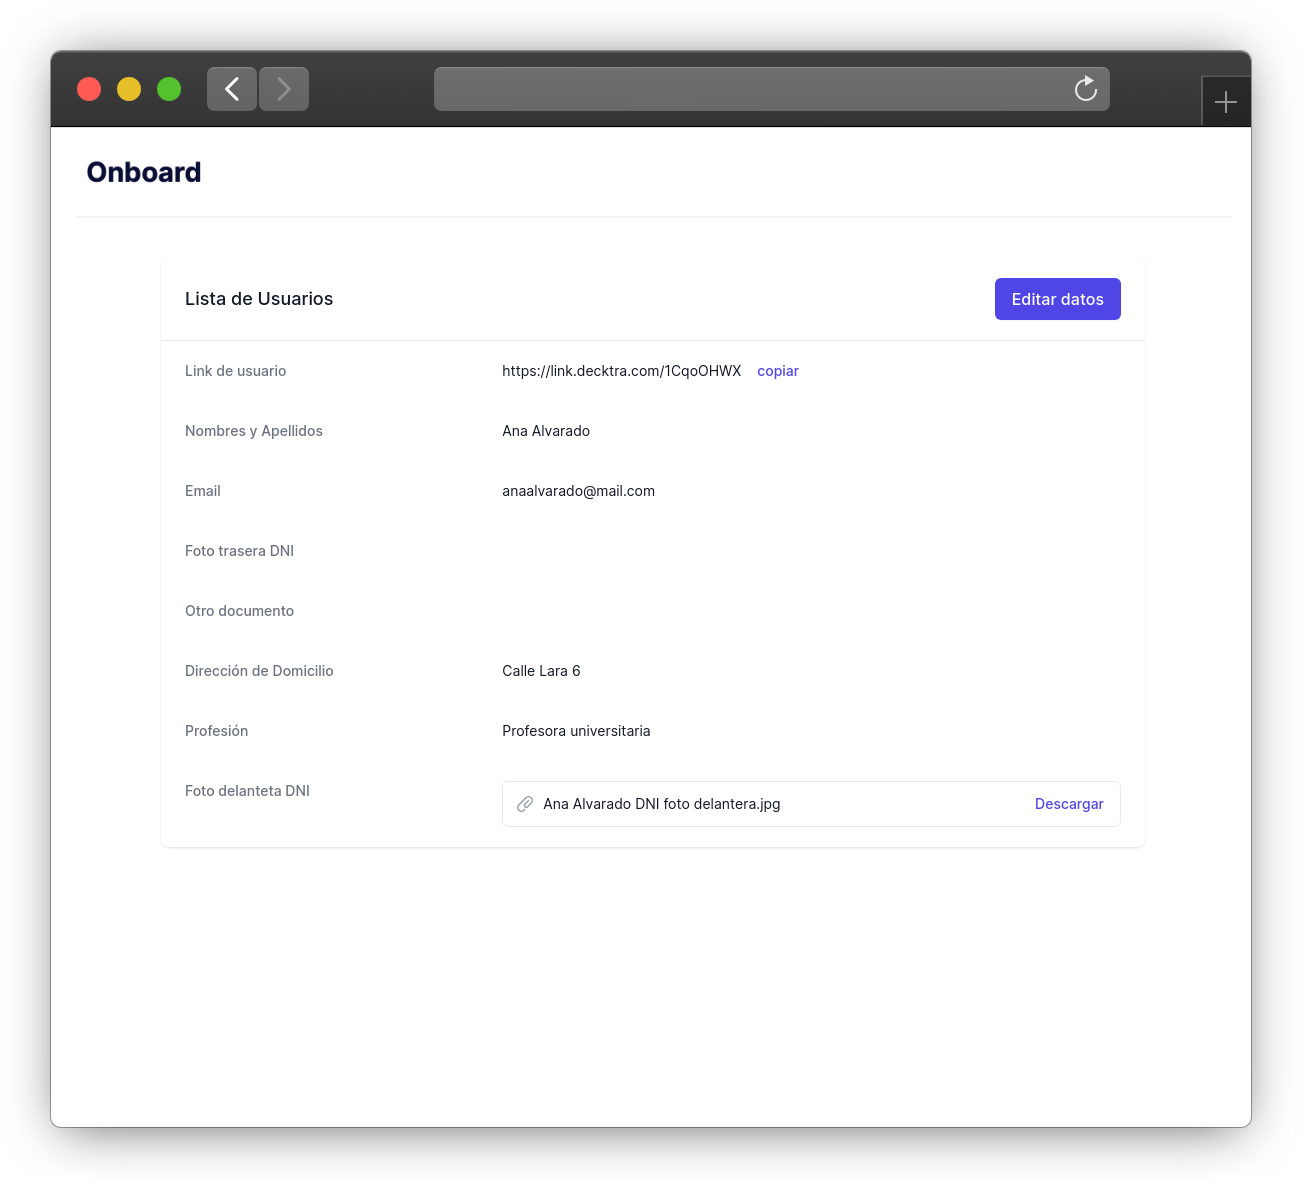 Onboard
Lista de Usuarios
Editar datos
Link de usuario https://link.decktra.com/1CqoOHWX copiar
Nombres y Apellidos Ana Alvarado
Email anaalvarado@mail.com
Foto trasera DNI
Otro documento
Dirección de Domicilio Calle Lara 6
Profesión Profesora universitaria
Foto delanteta DNI Ana Alvarado DNI foto delantera.jpg Descargar